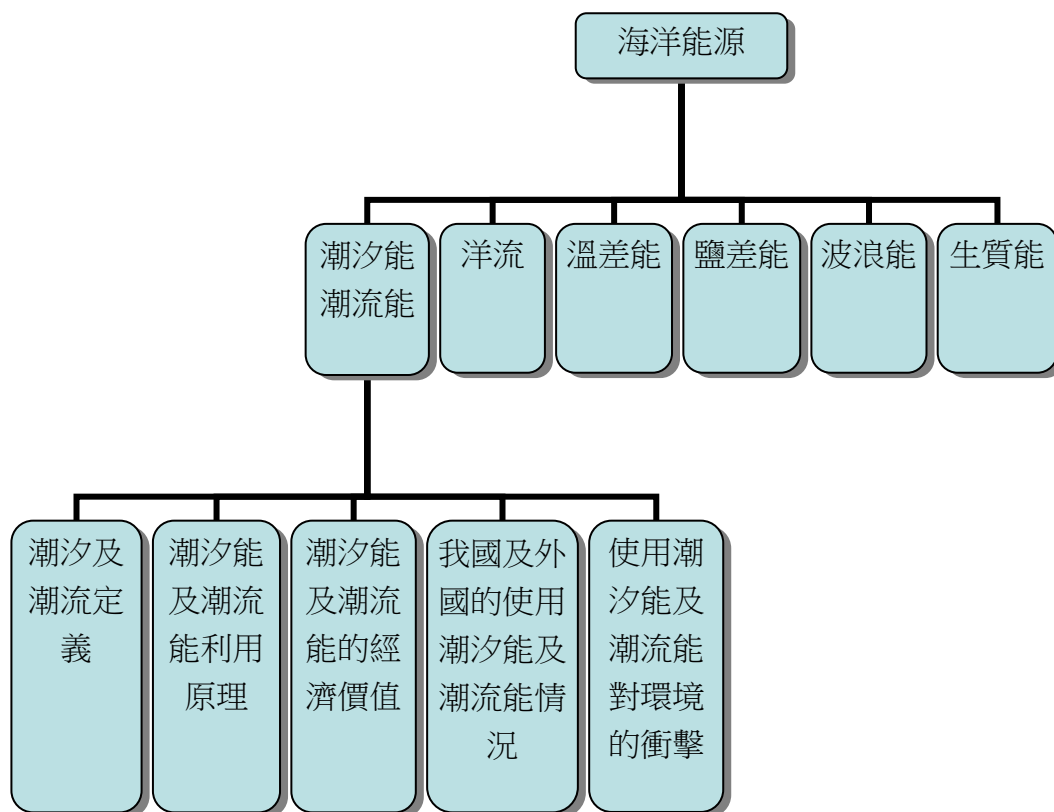 海洋能源
潮汐能
潮流能
洋流
溫差能
鹽差能
波浪能
生質能
潮汐及
潮流定
義
潮汐能
及潮流
能利用
原理
潮汐能
及潮流
能的經
濟價值
我國及外
國的使用
潮汐能及
潮流能情
況
使用潮
汐能及
潮流能
對環境
的衝擊